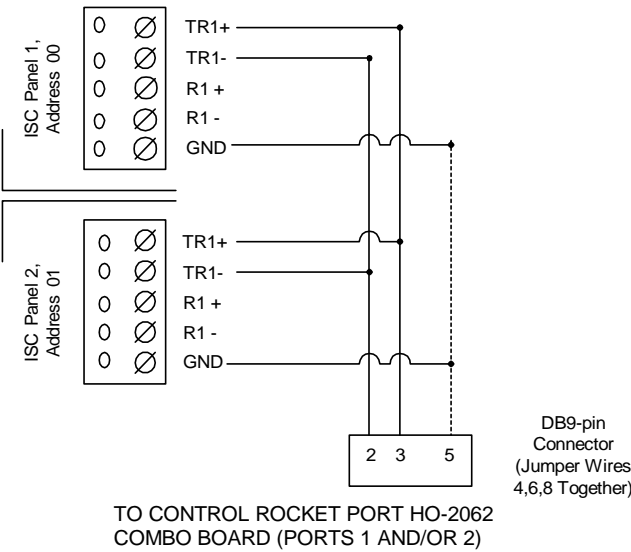 ISC Panel 1,
Address 00
TR1+
TR1-
R1 +
R1 -
GND
ISC Panel 2,
Address 01
TR1+
TR1-
R1 +
R1 -
GND
2 3 5
DB9-pin
Connector
(Jumper Wires
4,6,8 Together)
TO CONTROL ROCKET PORT HO-2062
COMBO BOARD (PORTS 1 AND/OR 2)